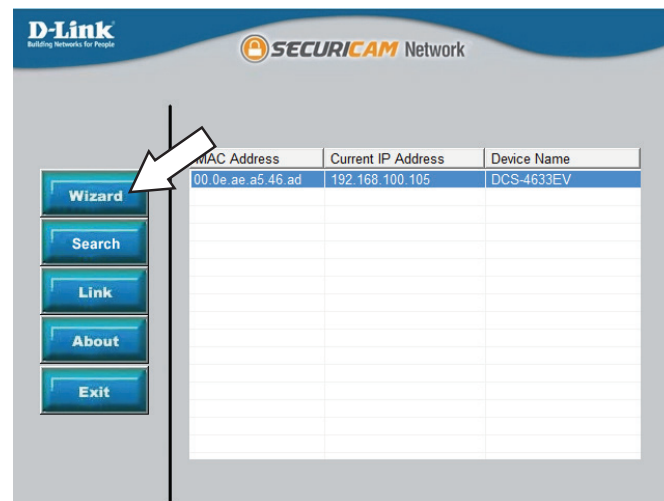 D-Link
Building Networks for People
SECURICAM Network
MAC Address Current IP Address Device Name
00.0e.ae.a5.46.ad 192.168.100.105 DCS-4633EV
Wizard
Search
Link
About
Exit